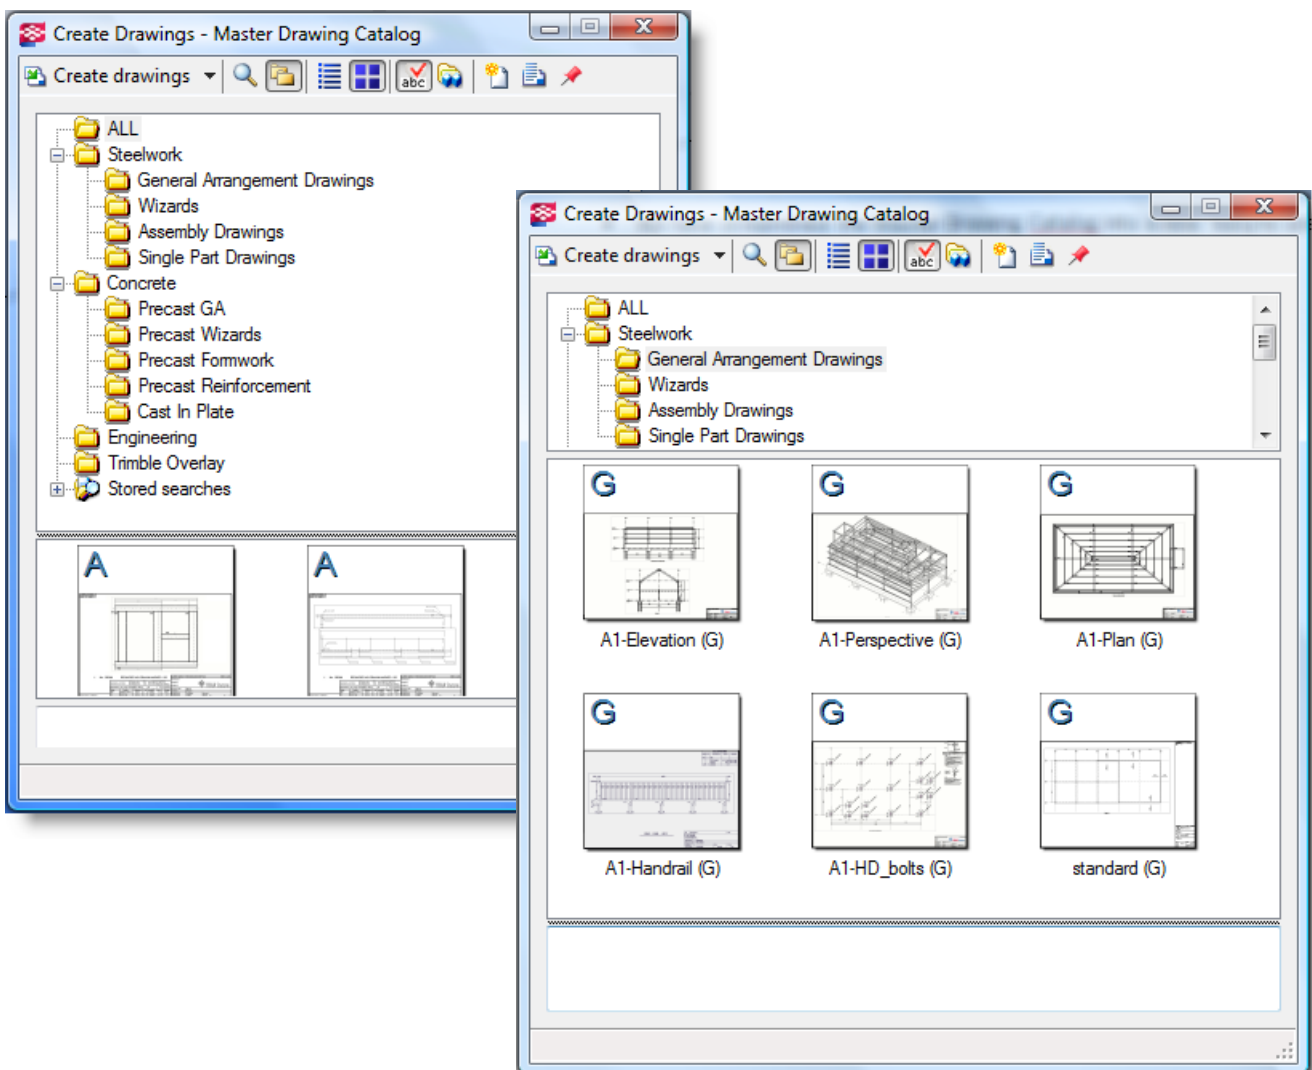 Create Drawings - Master Drawing Catalog
Create drawings
abc
ALL
Steelwork
General Arrangement Drawings
Wizards
Assembly Drawings
Single Part Drawings
Concrete
Precast GA
Precast Wizards
Precast Formwork
Precast Reinforcement
Cast In Plate
Engineering
Trimble Overlay
Stored searches
A
A
Create Drawings - Master Drawing Catalog
Create drawings
abc
ALL
Steelwork
General Arrangement Drawings
Wizards
Assembly Drawings
Single Part Drawings
G
G
G
A1-Elevation (G)
A1-Perspective (G)
A1-Plan (G)
G
G
G
A1-Handrail (G)
A1-HD_bolts (G)
standard (G)